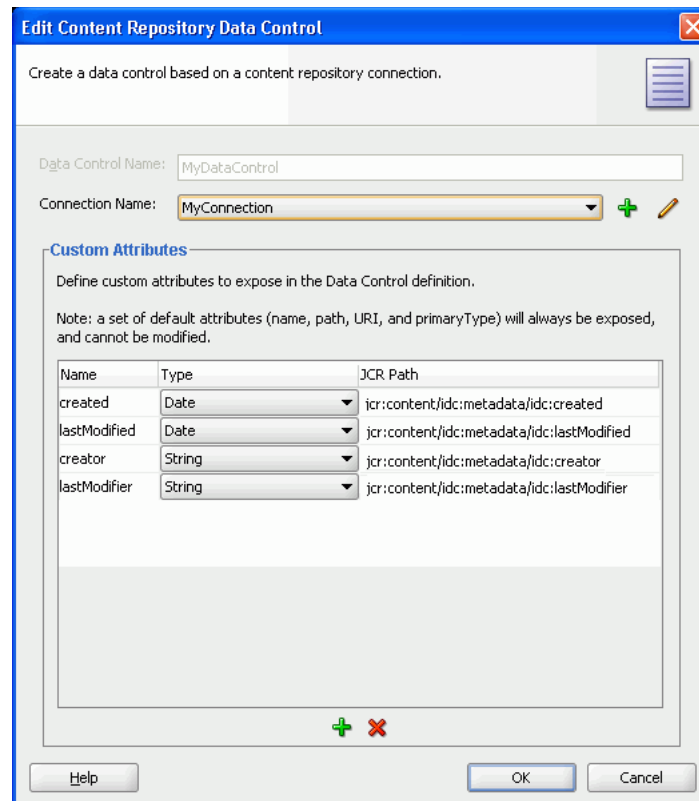 Edit Content Repository Data Control
Create a data control based on a content repository connection.
Data Control Name: MyDataControl
Connection Name: MyConnection
Custom Attributes
Define custom attributes to expose in the Data Control definition.
Note: a set of default attributes (name, path, URI, and primaryType) will always be exposed,
and cannot be modified.
Name Type JCR Path
created Date jcr:content/idc:metadata/idc:created
lastModified Date jcr:content/idc:metadata/idc:lastModified
creator String jcr:content/idc:metadata/idc:creator
lastModifier String jcr:content/idc:metadata/idc:lastModifier
Help OK Cancel